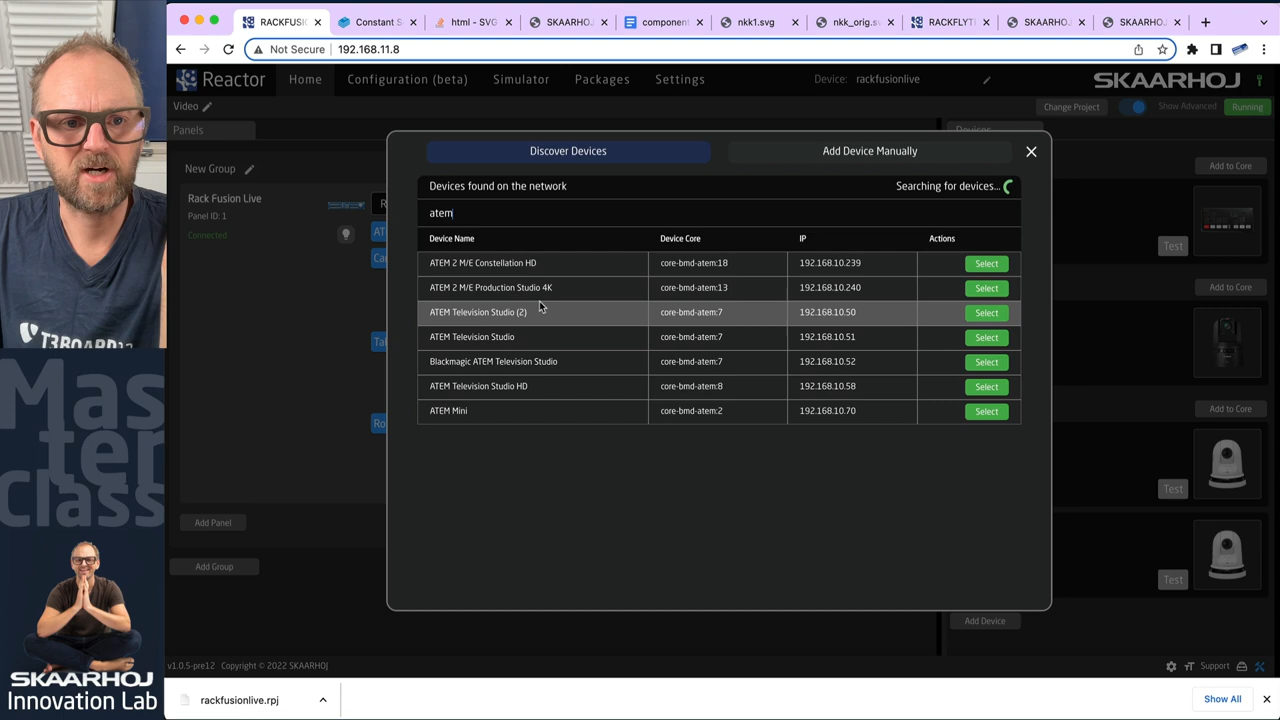 RACKFUSION
Constant S
html - SVG
SKAARHOJ
component
nkk1.svg
nkk_orig.sv
RACKFLYT
SKAARHOJ
SKAARHOJ
Not Secure 192.168.11.8
Reactor Home Configuration (beta) Simulator Packages Settings Device: rackfusionlive SKAARHOJ
Video Change Project Show Advanced Running
Panels Devices
Discover Devices Add Device Manually
New Group Add to Core
Devices found on the network Searching for devices...
Rack Fusion Live
Panel ID: 1
Connected
atem
Device Name Device Core IP Actions
ATEM 2 M/E Constellation HD core-bmd-atem:18 192.168.10.239 Select
ATEM 2 M/E Production Studio 4K core-bmd-atem:13 192.168.10.240 Select
ATEM Television Studio (2) core-bmd-atem:7 192.168.10.50 Select
ATEM Television Studio core-bmd-atem:7 192.168.10.51 Select
Blackmagic ATEM Television Studio core-bmd-atem:7 192.168.10.52 Select
ATEM Television Studio HD core-bmd-atem:8 192.168.10.58 Select
ATEM Mini core-bmd-atem:2 192.168.10.70 Select
Test
Add to Core
Add to Core
Test
Test
Add Panel
Add Group
Add Device
v1.0.5-pre12 Copyright © 2022 SKAARHOJ Support
rackfusionlive.rpj Show All
Master
Class
SKAARHOJ
Innovation Lab